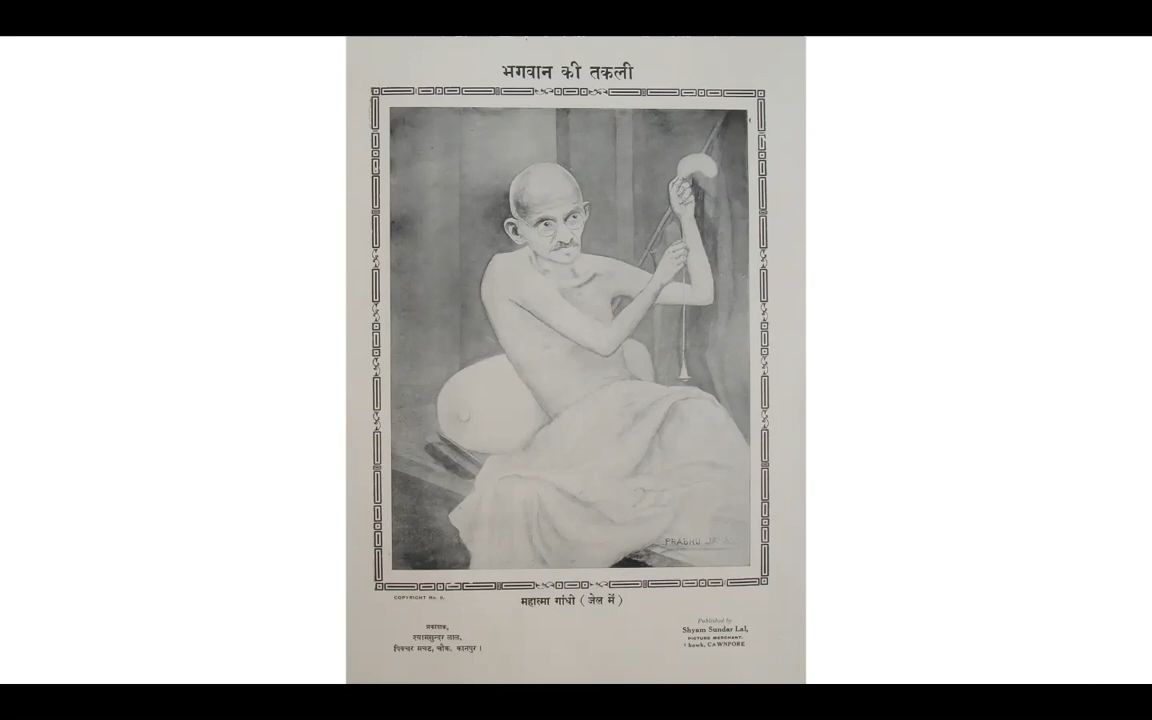 भगवान की तकली
PRABHU
COPYRIGHT No.
महात्मा गांधी ( जेल में )
प्रकाशक,
श्यामसुन्दर लाल,
पिक्चर मर्चेंट, चौक, कानपुर ।
Published by
Shyam Sundar Lal,
PICTURE MERCHANT,
howk, CAWNPORE